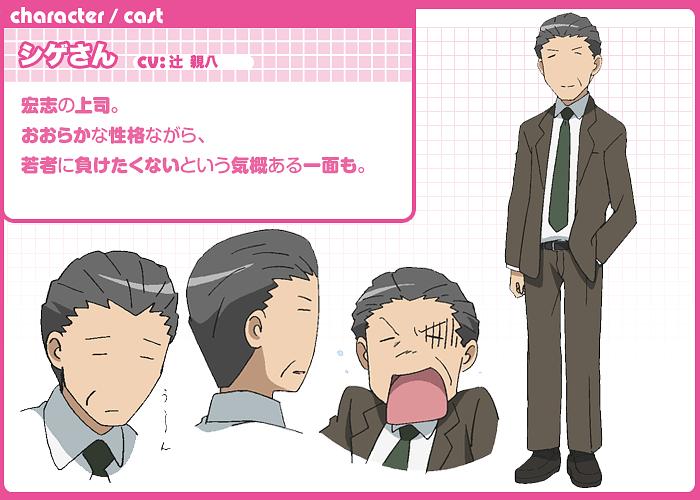 character / cast
シゲさん cv: 辻 親八
宏志の上司。
おおらかな性格ながら、
若者に負けたくないという気概ある一面も。
う〜〜ん